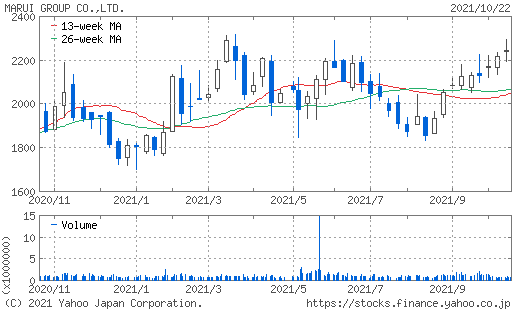 MARUI GROUP CO.,LTD. 2021/10/22
2400
13-week MA
26-week MA
2200
2000
1800
1600
2020/11 2021/1 2021/3 2021/5 2021/7 2021/9
15
Volume
10
5
0
(x1000000)
2020/11 2021/1 2021/3 2021/5 2021/7 2021/9
(C) 2021 Yahoo Japan Corporation. https://stocks.finance.yahoo.co.jp/